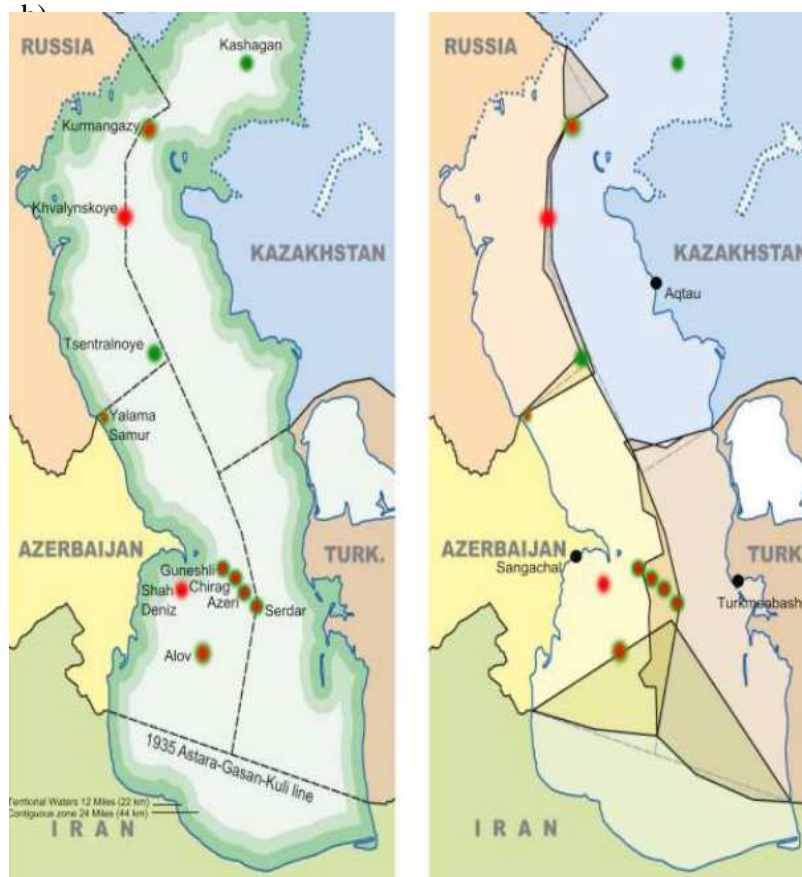 b)
RUSSIA
Kashagan
Kurmangazy
Khvalynskoye
KAZAKHSTAN
Tsentralnoye
Yalama
Samur
AZERBAIJAN
TURK.
Guneshli
Chirag
Azeri
Shah
Deniz
Serdar
Alov
1935 Astara-Gasan-Kuli line
Territorial Waters 12 Miles (22 km)
Contiguous zone 24 Miles (44 km)
IRAN
RUSSIA
KAZAKHSTAN
Aqtau
AZERBAIJAN
Sangachal
TURK
Turkmenbash
IRAN